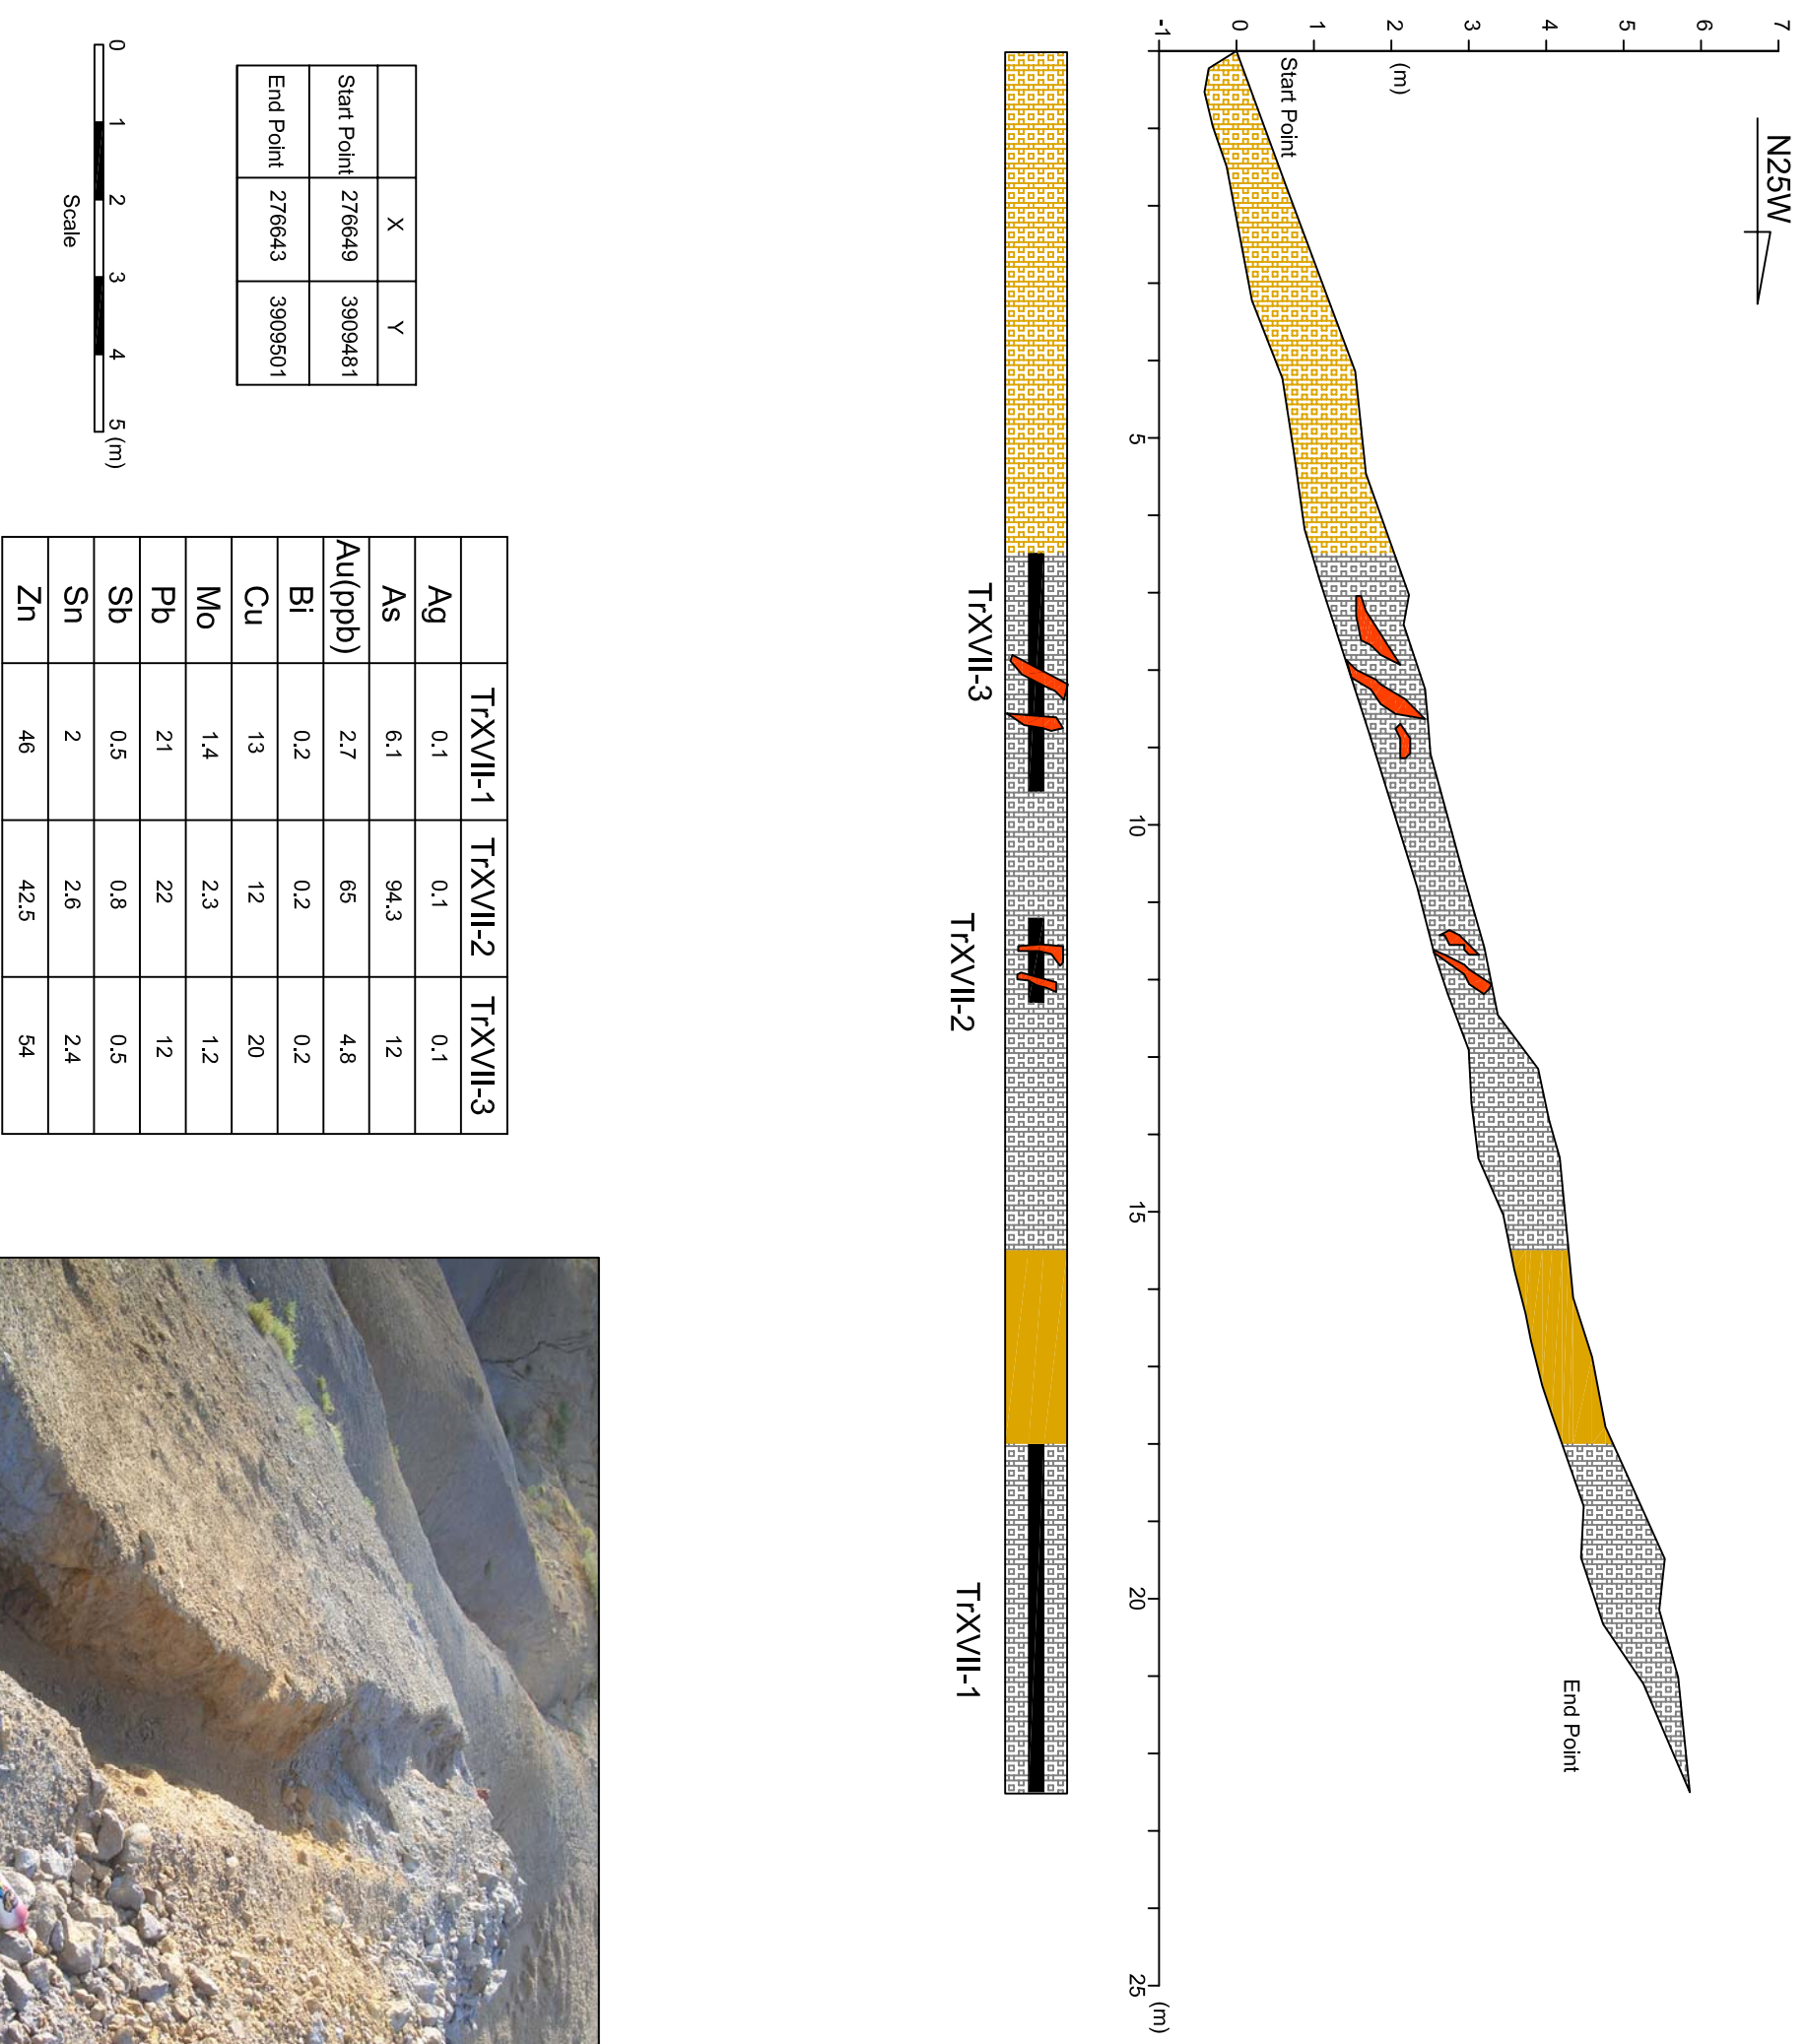 N25W
7
6
5
4
3
2
1
0
-1
(m)
Start Point
End Point
5
10
15
20
25
(m)
TrXVII-3
TrXVII-2
TrXVII-1
X Y
Start Point 276649 3909481
End Point 276643 3909501
0 1 2 3 4 5 (m)
Scale
TrXVII-1 TrXVII-2 TrXVII-3
Ag 0.1 0.1 0.1
As 6.1 94.3 12
Au(ppb) 2.7 65 4.8
Bi 0.2 0.2 0.2
Cu 13 12 20
Mo 1.4 2.3 1.2
Pb 21 22 12
Sb 0.5 0.8 0.5
Sn 2 2.6 2.4
Zn 46 42.5 54